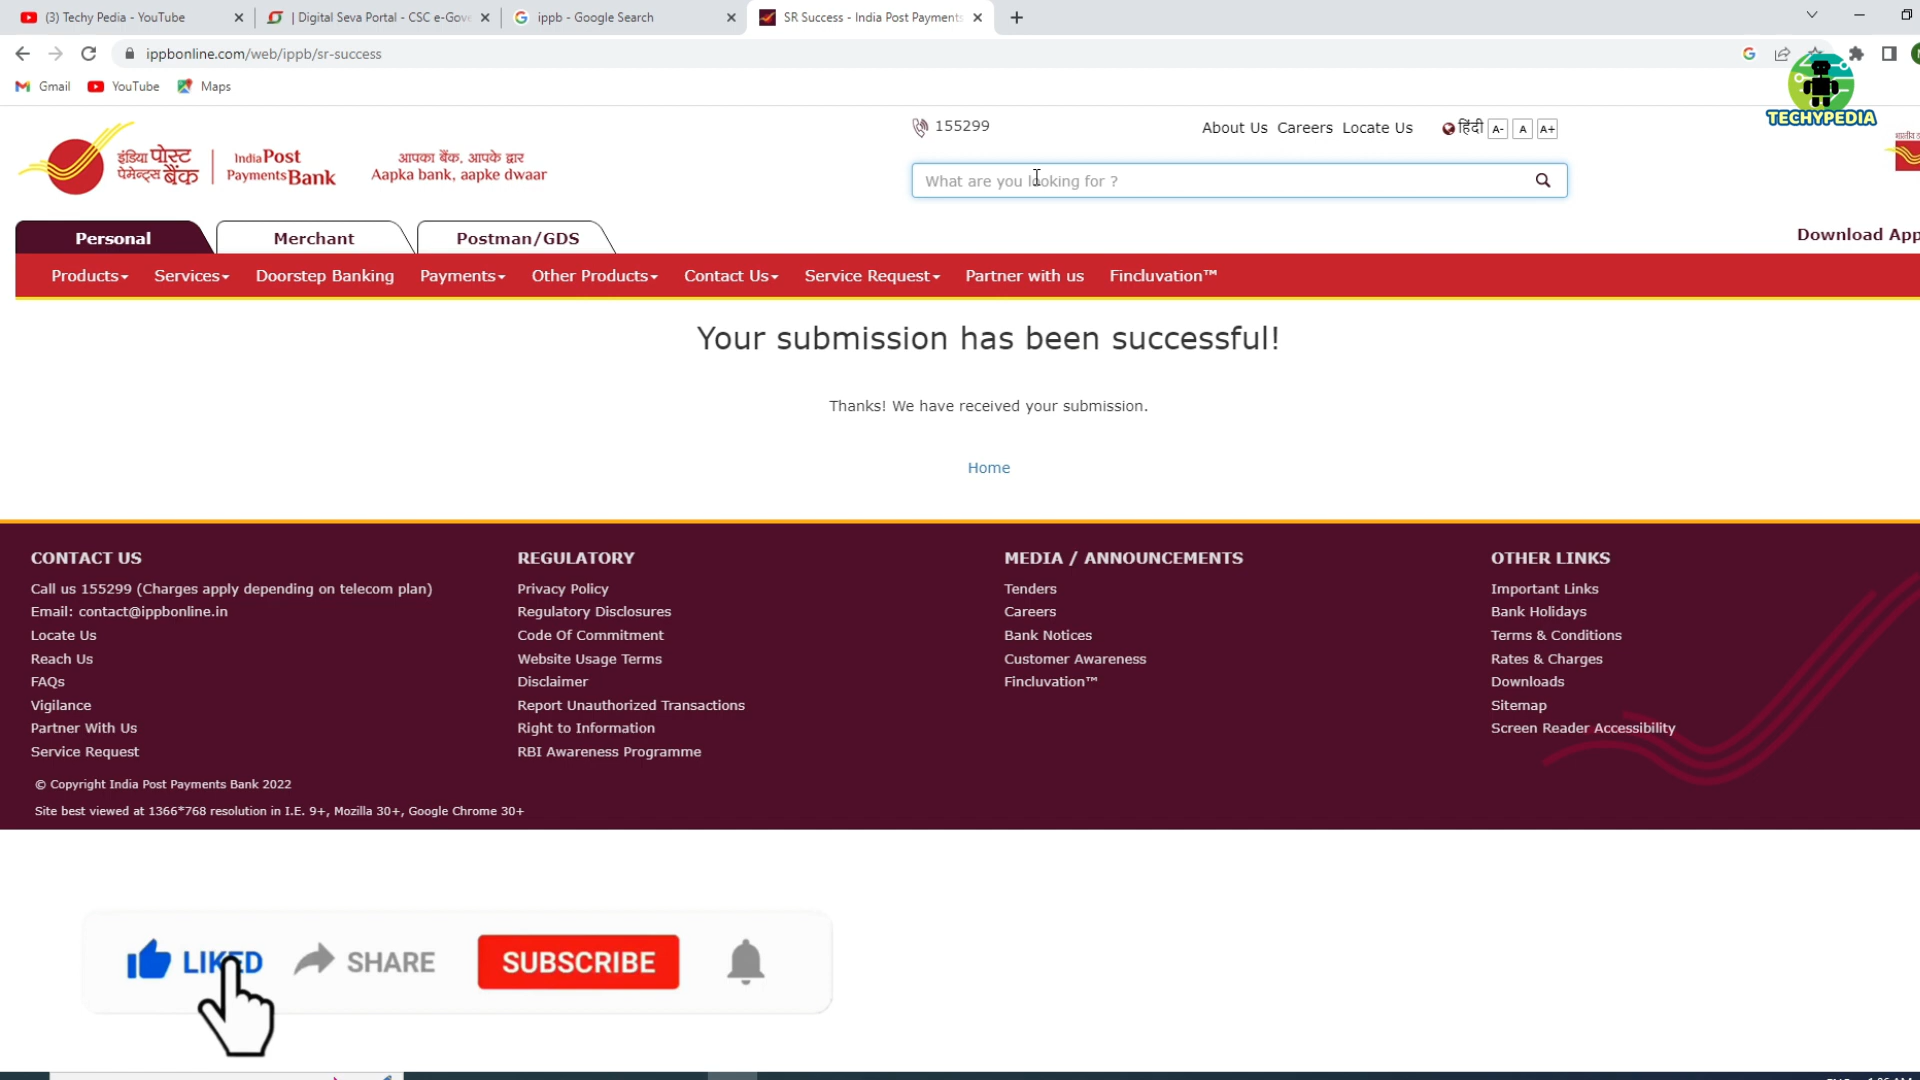 (3) Techy Pedia - YouTube
| Digital Seva Portal - CSC e-Gov
ippb - Google Search
SR Success - India Post Payments
ippbonline.com/web/ippb/sr-success
Gmail
YouTube
Maps
TECHYPEDIA
इंडिया पोस्ट
पेमेन्ट्स बैंक
India Post
Payments Bank
आपका बैंक, आपके द्वार
Aapka bank, aapke dwaar
155299
About Us Careers Locate Us
हिंदी A- A A+
What are you looking for ?
Personal
Merchant
Postman/GDS
Download App
Products Services Doorstep Banking Payments Other Products Contact Us Service Request Partner with us Fincluvation™
Your submission has been successful!
Thanks! We have received your submission.
Home
CONTACT US
Call us 155299 (Charges apply depending on telecom plan)
Email: contact@ippbonline.in
Locate Us
Reach Us
FAQs
Vigilance
Partner With Us
Service Request
REGULATORY
Privacy Policy
Regulatory Disclosures
Code Of Commitment
Website Usage Terms
Disclaimer
Report Unauthorized Transactions
Right to Information
RBI Awareness Programme
MEDIA / ANNOUNCEMENTS
Tenders
Careers
Bank Notices
Customer Awareness
Fincluvation™
OTHER LINKS
Important Links
Bank Holidays
Terms & Conditions
Rates & Charges
Downloads
Sitemap
Screen Reader Accessibility
© Copyright India Post Payments Bank 2022
Site best viewed at 1366*768 resolution in I.E. 9+, Mozilla 30+, Google Chrome 30+
LIKED
SHARE
SUBSCRIBE